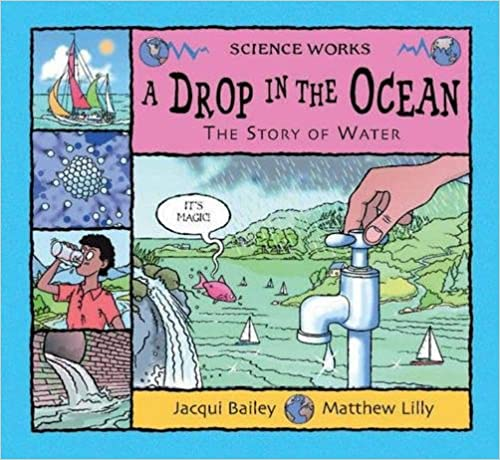 SCIENCE WORKS
A DROP IN THE OCEAN
THE STORY OF WATER
IT'S
MAGIC!
Jacqui Bailey Matthew Lilly